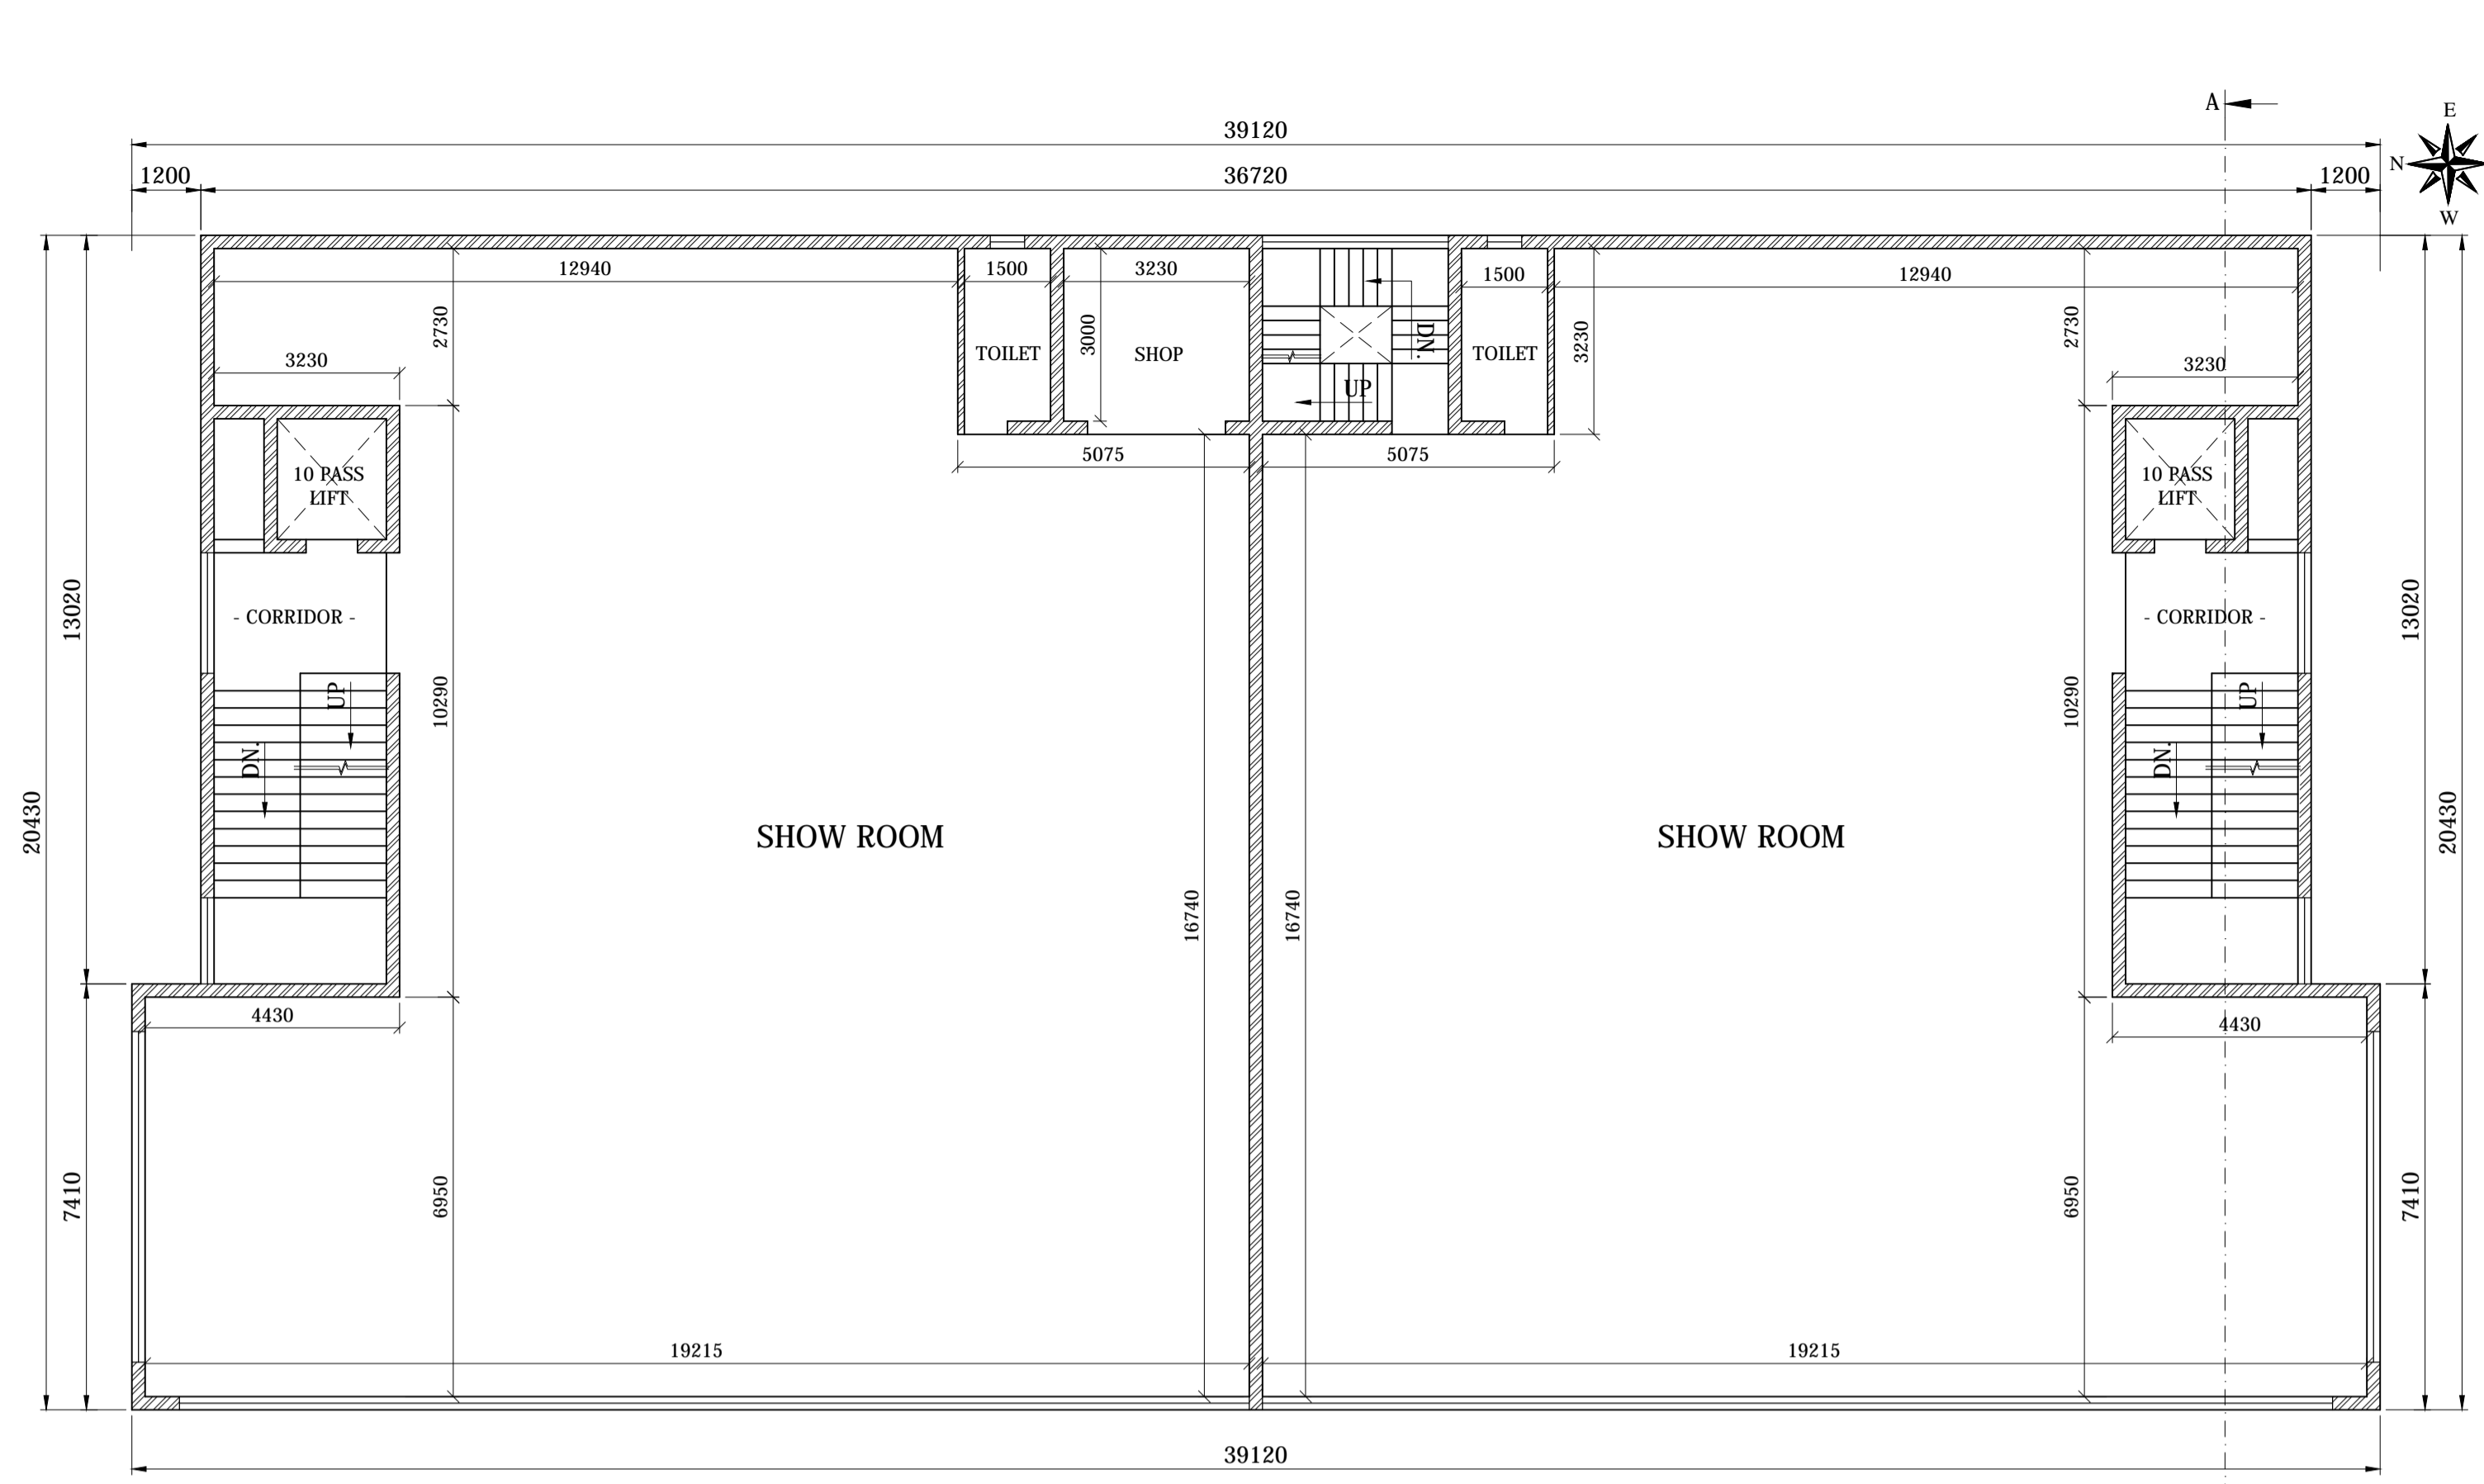 A
E
39120
N
1200
36720
1200
W
12940
1500
3230
1500
12940
2730
3000
DN.
3230
2730
TOILET
SHOP
TOILET
3230
UP
3230
5075
5075
10 PASS
LIFT
10 PASS
LIFT
13020
- CORRIDOR -
- CORRIDOR -
13020
UP
10290
10290
UP
DN.
DN.
20430
SHOW ROOM
SHOW ROOM
20430
16740
16740
4430
4430
7410
6950
6950
7410
19215
19215
39120